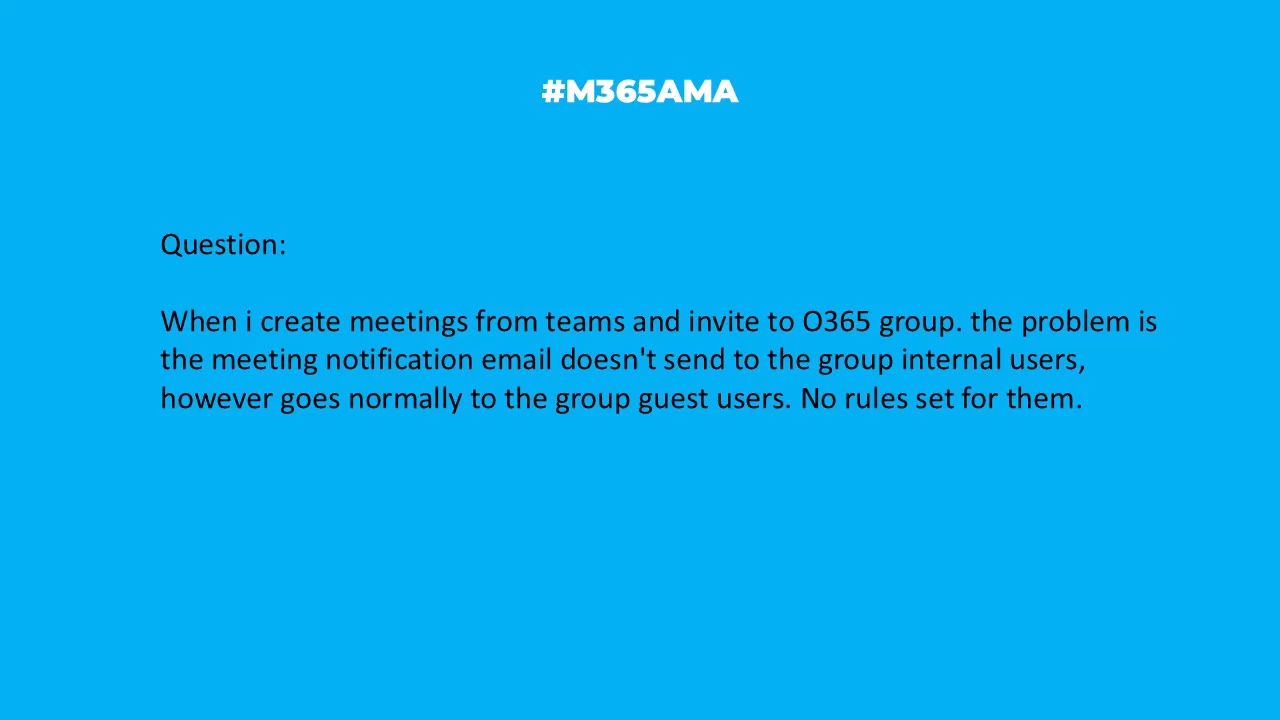 #M365AMA
Question:
When i create meetings from teams and invite to O365 group. the problem is
the meeting notification email doesn't send to the group internal users,
however goes normally to the group guest users. No rules set for them.